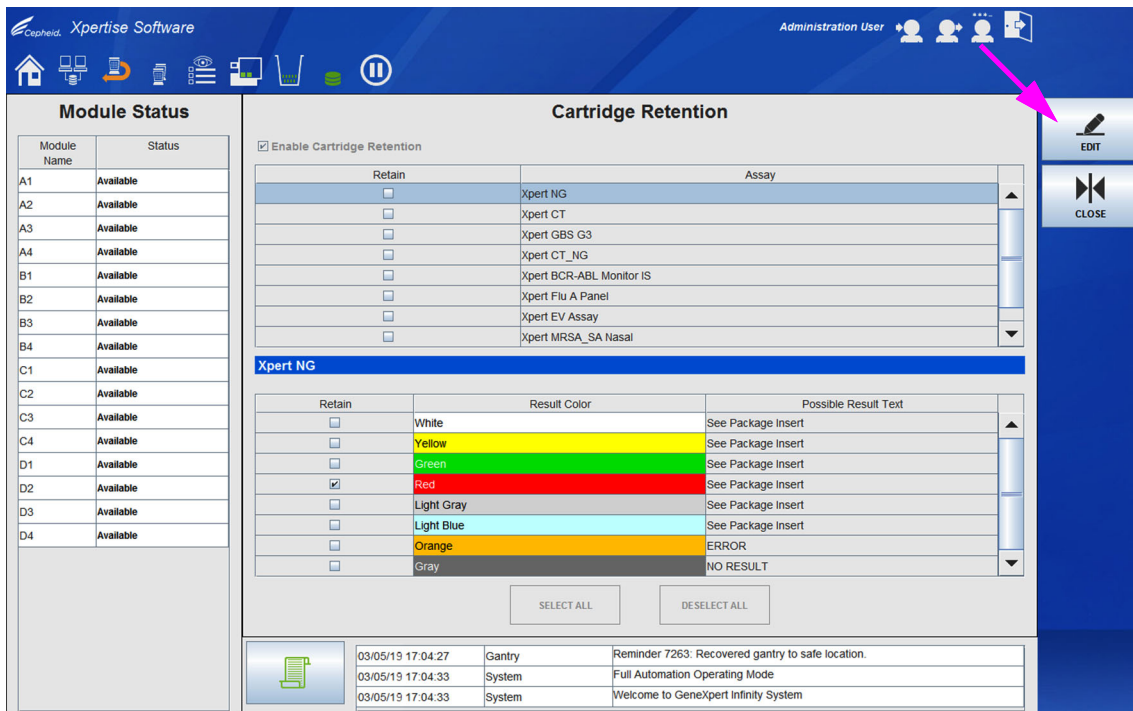 Cepheid. Xpertise Software
Administration User
Module Status
Module Name Status
A1 Available
A2 Available
A3 Available
A4 Available
B1 Available
B2 Available
B3 Available
B4 Available
C1 Available
C2 Available
C3 Available
C4 Available
D1 Available
D2 Available
D3 Available
D4 Available
Cartridge Retention
Enable Cartridge Retention
Retain Assay
Xpert NG
Xpert CT
Xpert GBS G3
Xpert CT_NG
Xpert BCR-ABL Monitor IS
Xpert Flu A Panel
Xpert EV Assay
Xpert MRSA_SA Nasal
Xpert NG
Retain Result Color Possible Result Text
White See Package Insert
Yellow See Package Insert
Green See Package Insert
Red See Package Insert
Light Gray See Package Insert
Light Blue See Package Insert
Orange ERROR
Gray NO RESULT
SELECT ALL DESELECT ALL
03/05/19 17:04:27 Gantry Reminder 7263: Recovered gantry to safe location.
03/05/19 17:04:33 System Full Automation Operating Mode
03/05/19 17:04:33 System Welcome to GeneXpert Infinity System
EDIT
CLOSE